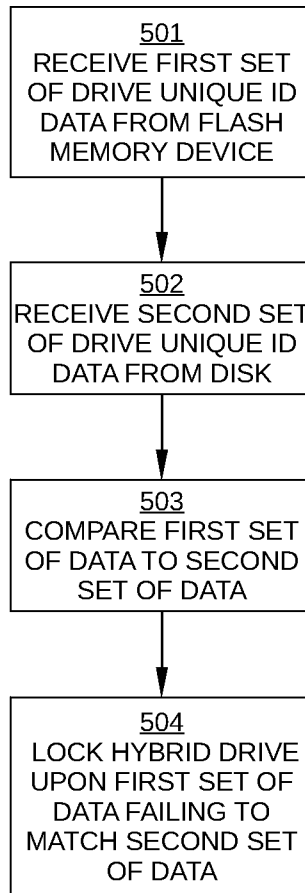 501
RECEIVE FIRST SET
OF DRIVE UNIQUE ID
DATA FROM FLASH
MEMORY DEVICE
502
RECEIVE SECOND SET
OF DRIVE UNIQUE ID
DATA FROM DISK
503
COMPARE FIRST SET
OF DATA TO SECOND
SET OF DATA
504
LOCK HYBRID DRIVE
UPON FIRST SET OF
DATA FAILING TO
MATCH SECOND SET
OF DATA